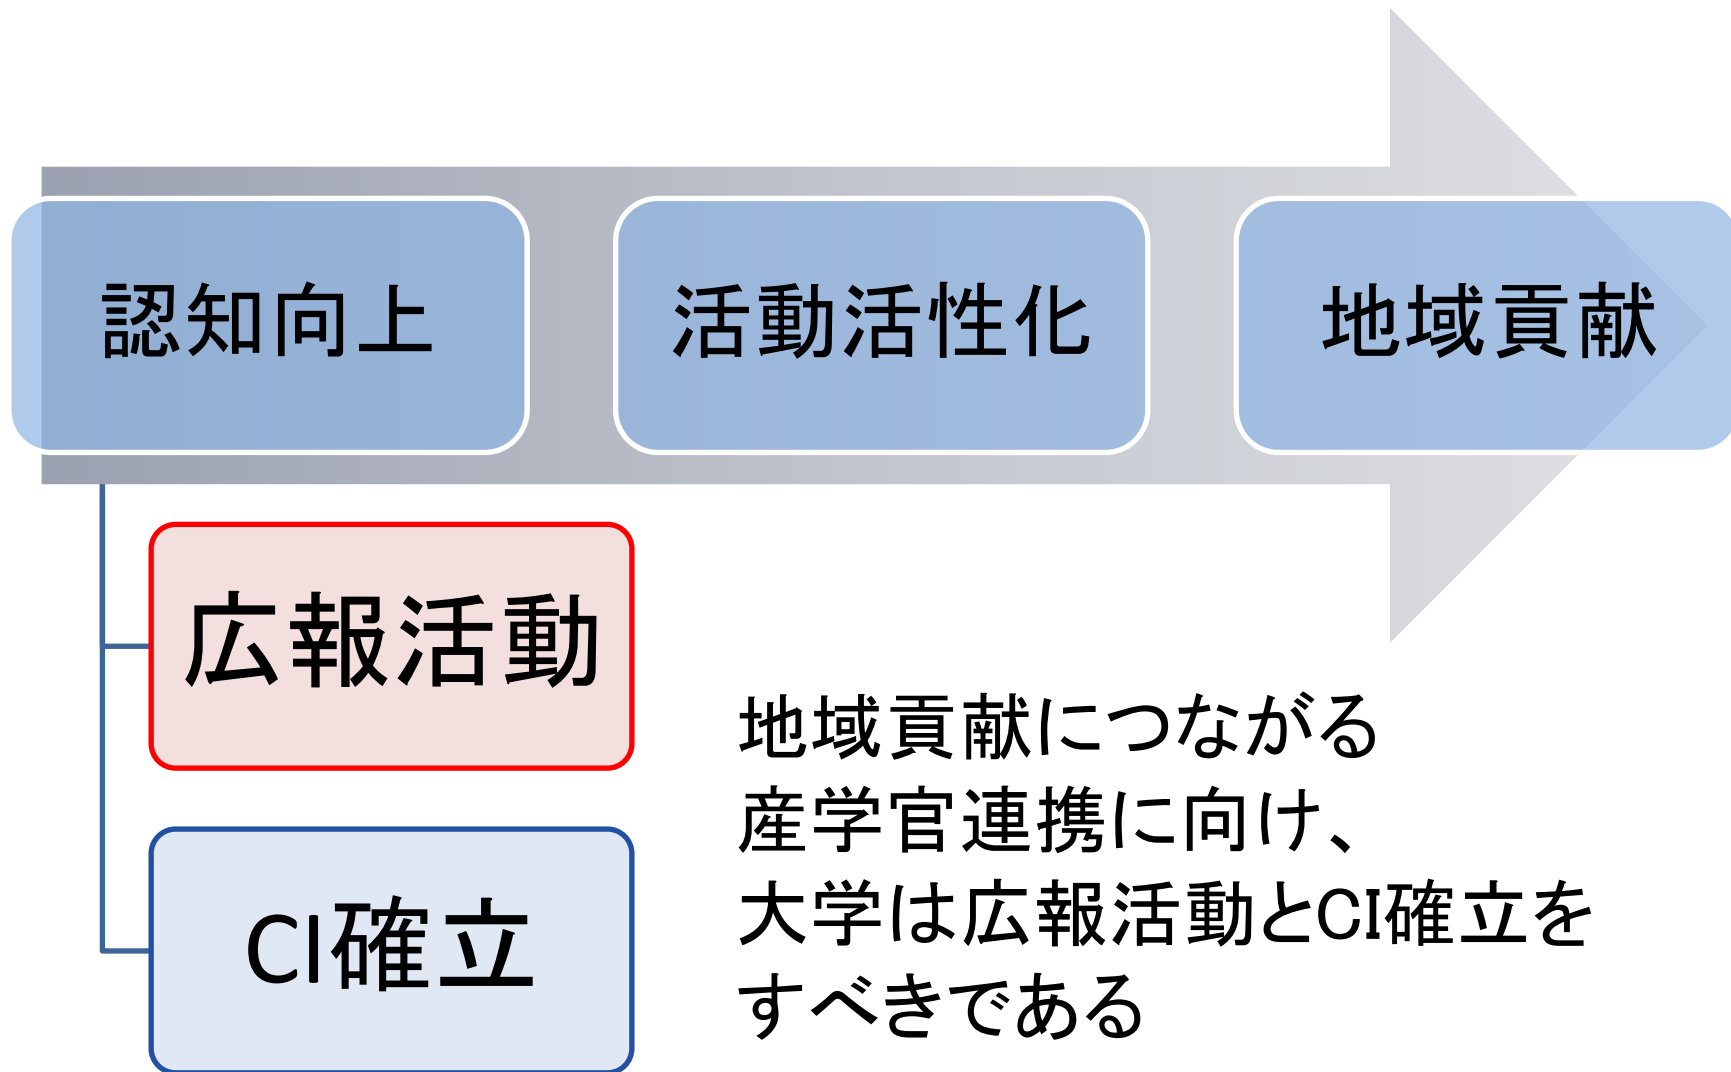 認知向上
活動活性化
地域貢献
広報活動
CI確立
地域貢献につながる
産学官連携に向け、
大学は広報活動とCI確立を
すべきである